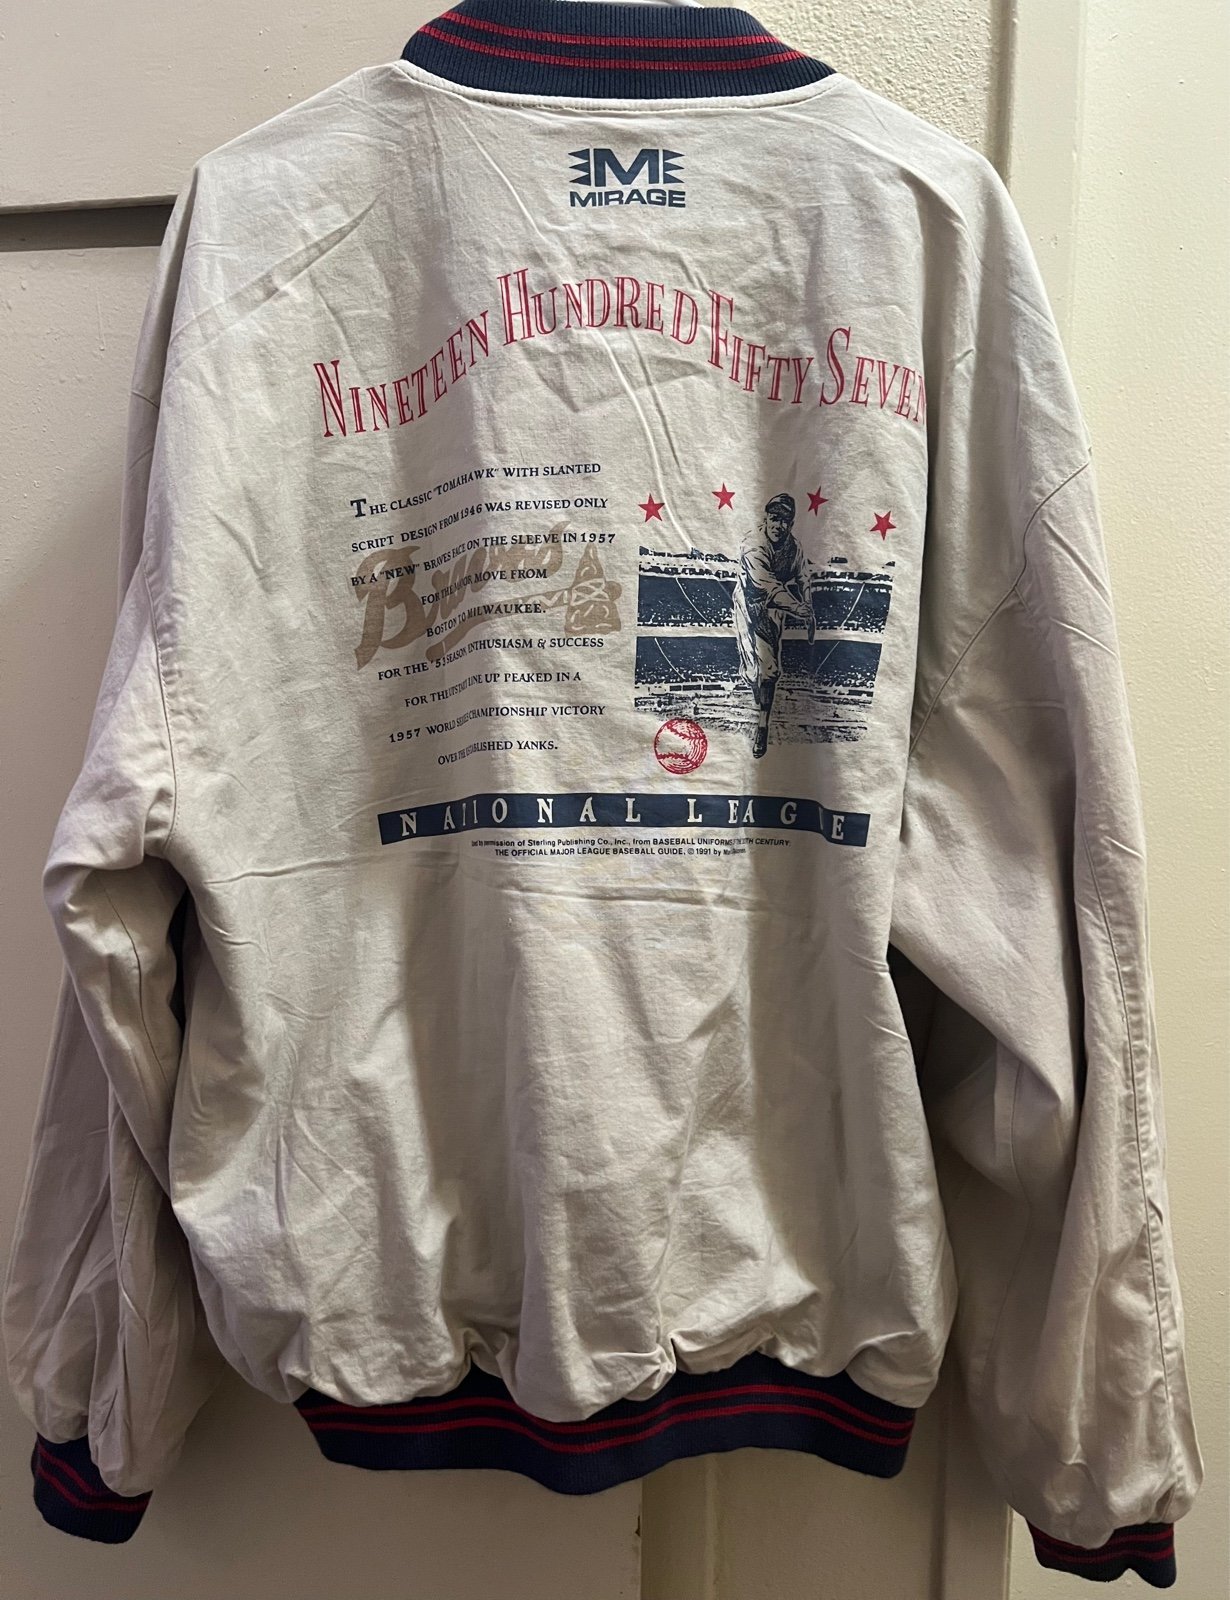 M
MIRAGE
NINETEEN HUNDRED FIFTY SEVEN
THE CLASSIC "TOMAHAWK" WITH SLANTED
SCRIPT DESIGN FROM 1946 WAS REVISED ONLY
BY A "NEW" BRAVES FACE ON THE SLEEVE IN 1957
FOR THE MAJOR MOVE FROM
BOSTON TO MILWAUKEE.
FOR THE '53 SEASON ENTHUSIASM & SUCCESS
FOR THE UPSTART LINE UP PEAKED IN A
1957 WORLD SERIES CHAMPIONSHIP VICTORY
OVER THE ESTABLISHED YANKS.
Braves
NATIONAL LEAGUE
permission of Sterling Publishing Co., Inc., from BASEBALL UNIFORMS OF THE 20TH CENTURY:
THE OFFICIAL MAJOR LEAGUE BASEBALL GUIDE, © 1991 by